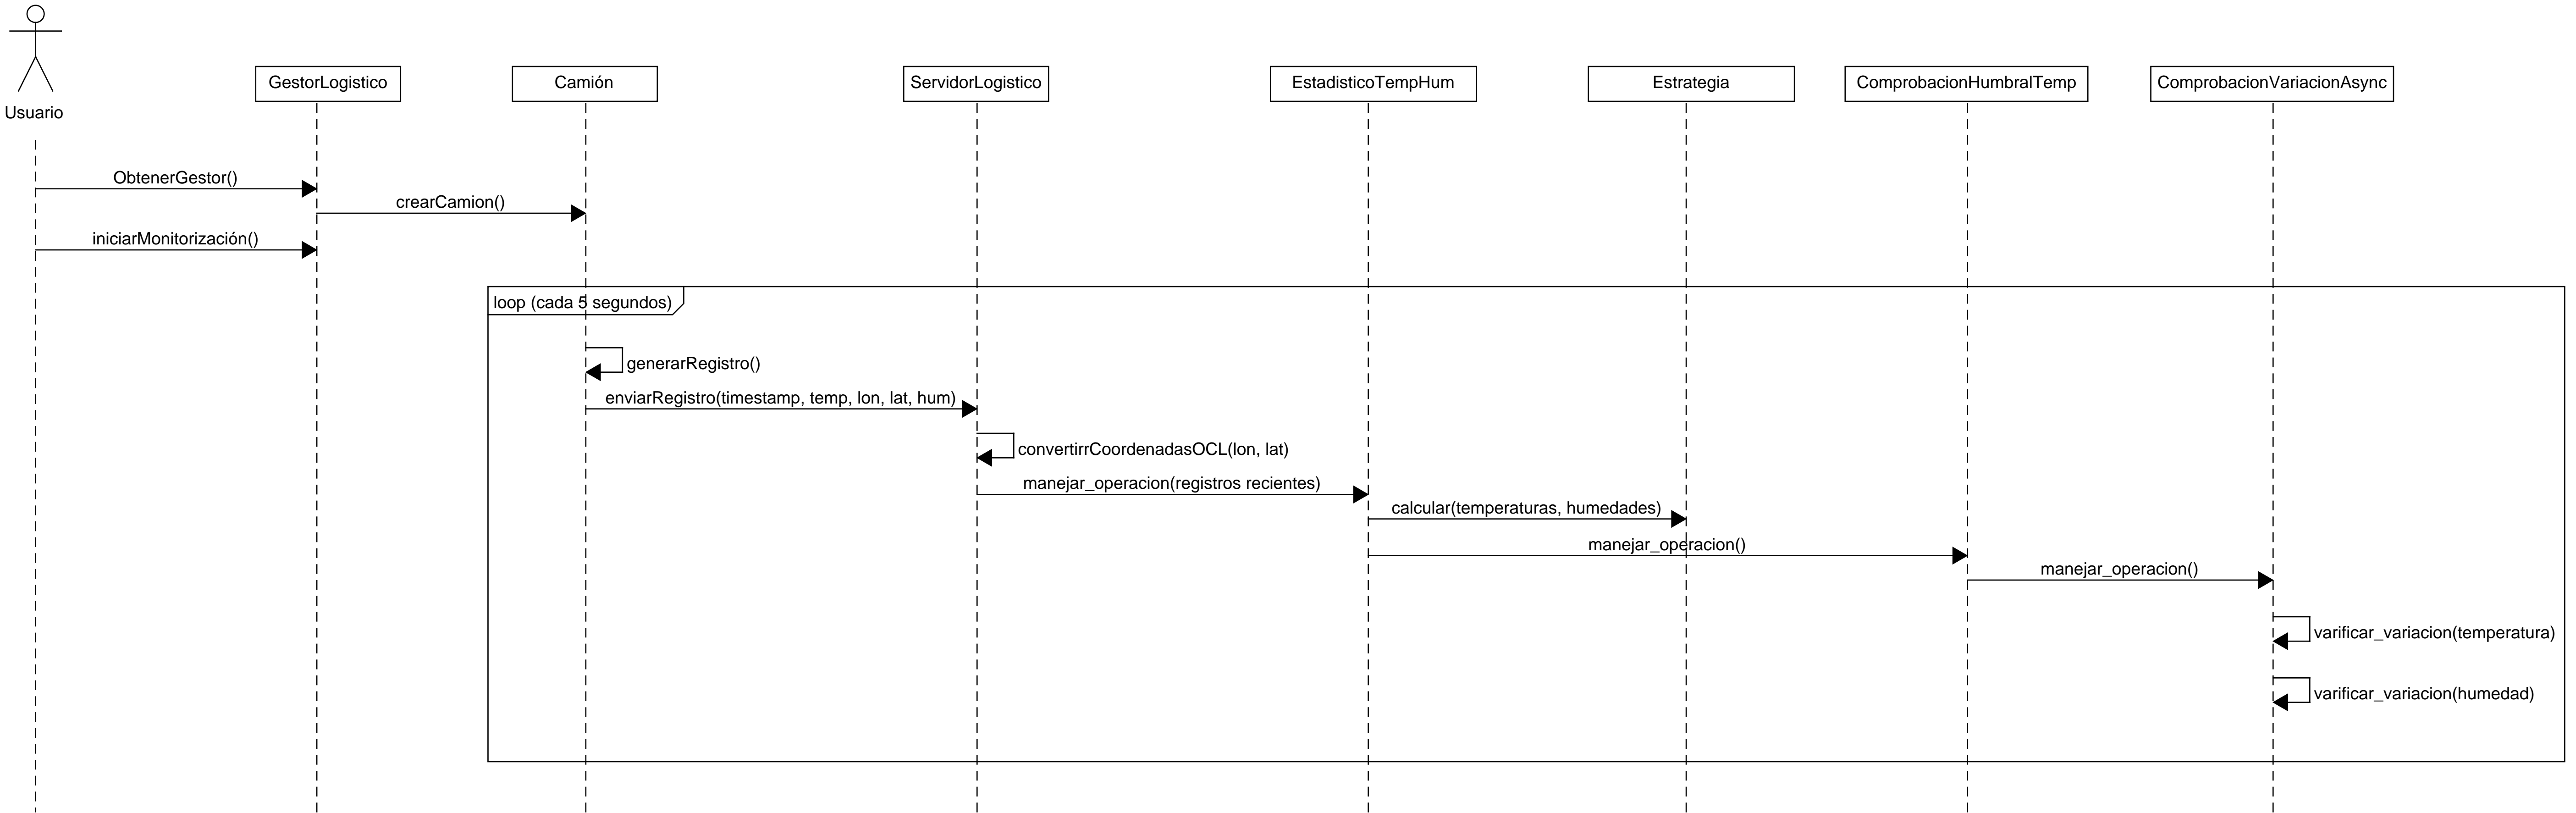 Usuario
GestorLogistico
Camión
ServidorLogistico
EstadisticoTempHum
Estrategia
ComprobacionHumbralTemp
ComprobacionVariacionAsync
ObtenerGestor()
crearCamion()
iniciarMonitorización()
loop (cada 5 segundos)
generarRegistro()
enviarRegistro(timestamp, temp, lon, lat, hum)
convertirrCoordenadasOCL(lon, lat)
manejar_operacion(registros recientes)
calcular(temperaturas, humedades)
manejar_operacion()
manejar_operacion()
varificar_variacion(temperatura)
varificar_variacion(humedad)